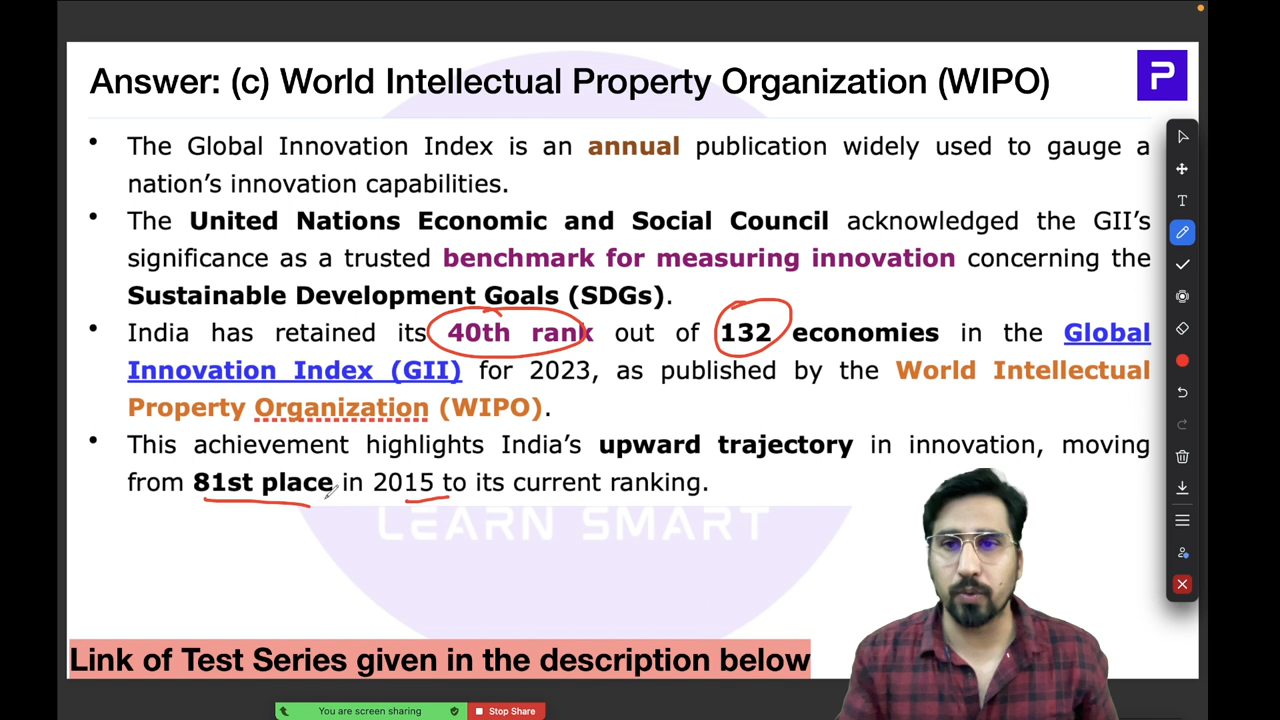 Answer: (c) World Intellectual Property Organization (WIPO)
P
• The Global Innovation Index is an annual publication widely used to gauge a
nation’s innovation capabilities.
• The United Nations Economic and Social Council acknowledged the GII’s
significance as a trusted benchmark for measuring innovation concerning the
Sustainable Development Goals (SDGs).
• India has retained its 40th rank out of 132 economies in the Global
Innovation Index (GII) for 2023, as published by the World Intellectual
Property Organization (WIPO).
• This achievement highlights India’s upward trajectory in innovation, moving
from 81st place in 2015 to its current ranking.
LEARN SMART
Link of Test Series given in the description below
You are screen sharing
Stop Share